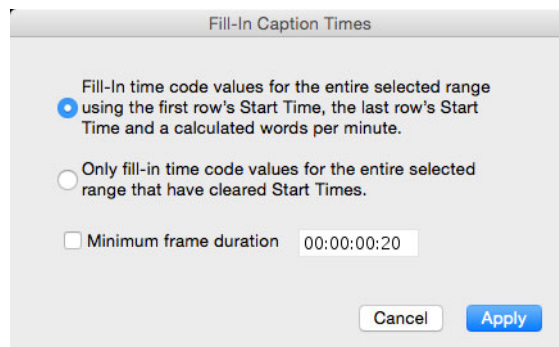 Fill-In Caption Times
Fill-In time code values for the entire selected range
using the first row's Start Time, the last row's Start
Time and a calculated words per minute.
Only fill-in time code values for the entire selected
range that have cleared Start Times.
Minimum frame duration 00:00:00:20
Cancel Apply